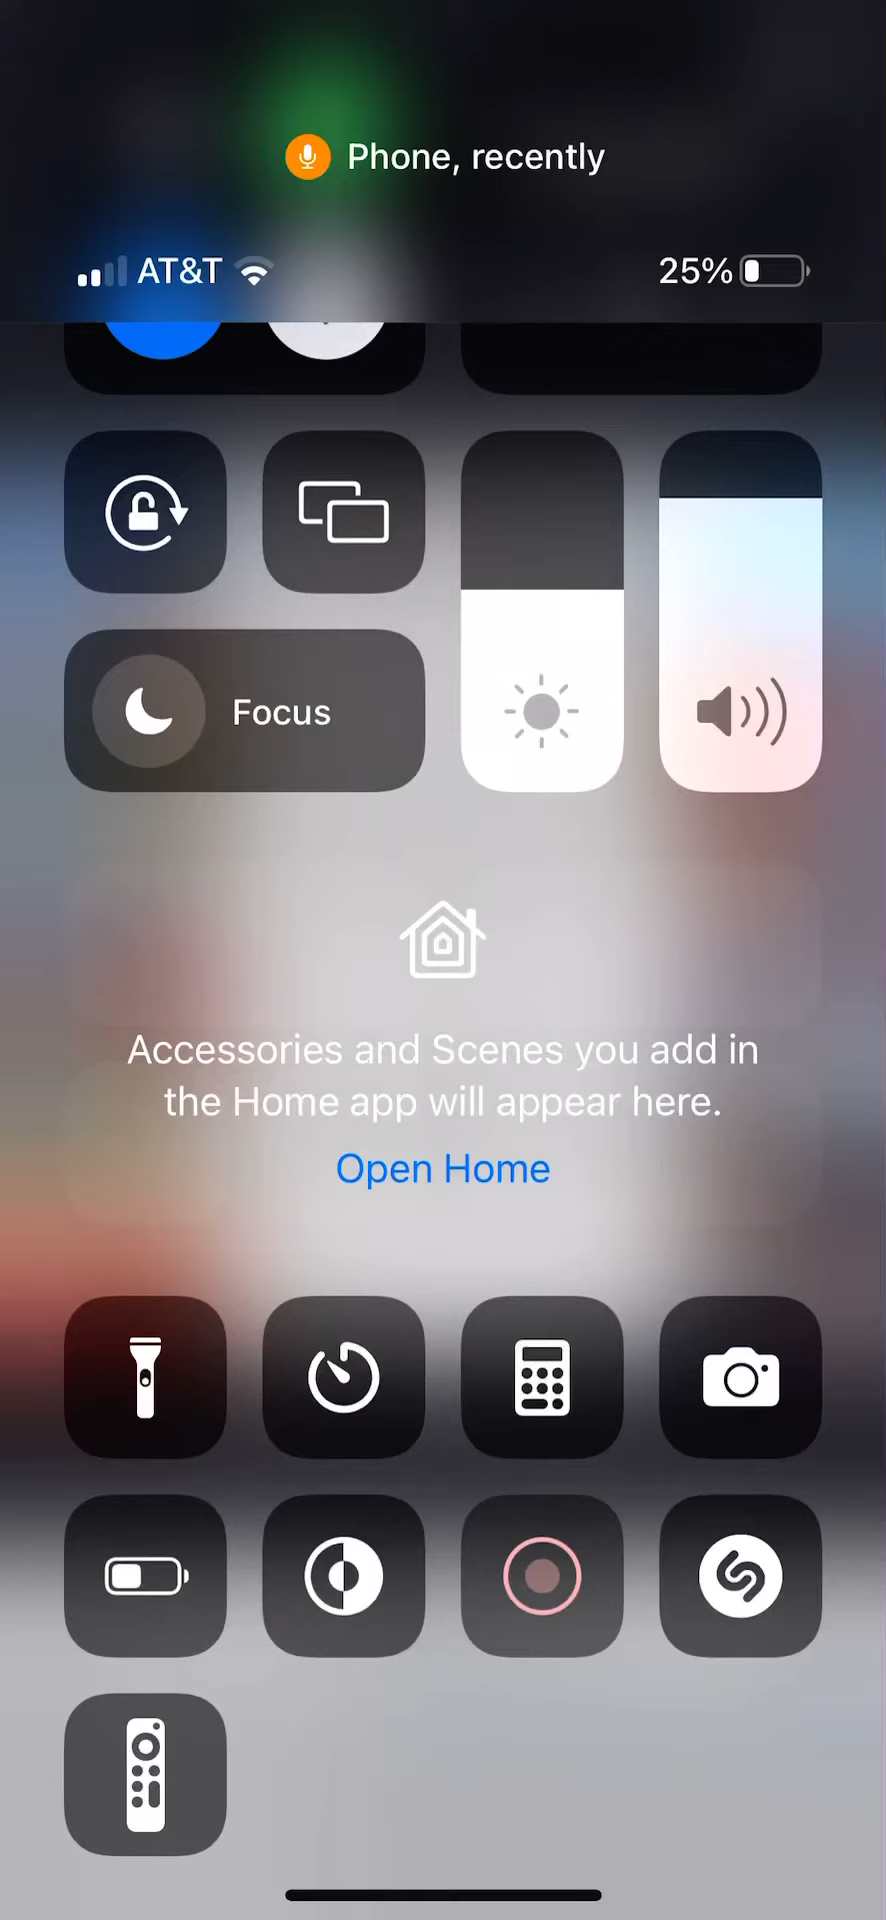 Phone, recently
AT&T
25%
Focus
Accessories and Scenes you add in
the Home app will appear here.
Open Home